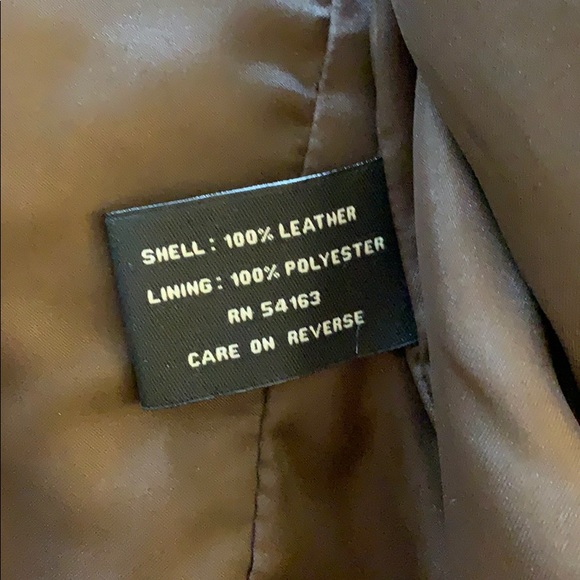 SHELL: 100% LEATHER
LINING: 100% POLYESTER
RN 54163
CARE ON REVERSE